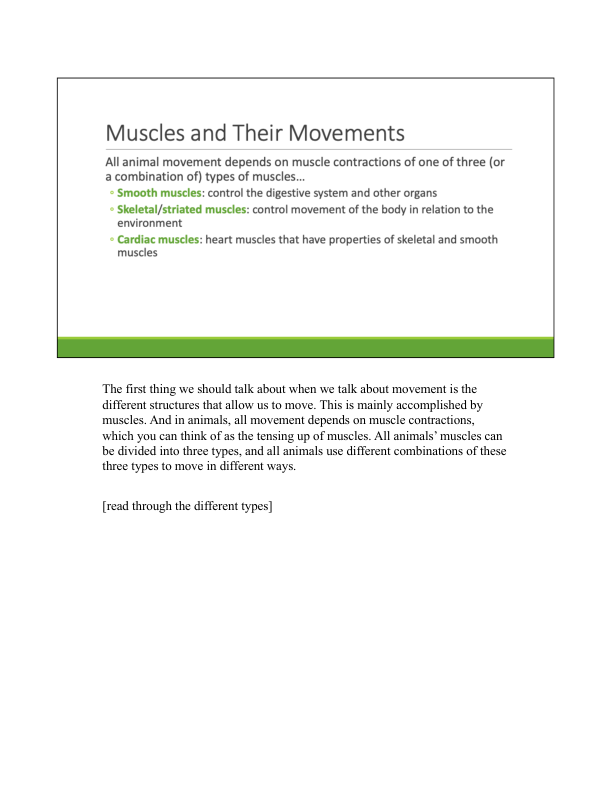 Muscles and Their Movements
All animal movement depends on muscle contractions of one of three (or
a combination of) types of muscles…
◦ Smooth muscles: control the digestive system and other organs
◦ Skeletal/striated muscles: control movement of the body in relation to the
environment
◦ Cardiac muscles: heart muscles that have properties of skeletal and smooth
muscles
The first thing we should talk about when we talk about movement is the
different structures that allow us to move. This is mainly accomplished by
muscles. And in animals, all movement depends on muscle contractions,
which you can think of as the tensing up of muscles. All animals’ muscles can
be divided into three types, and all animals use different combinations of these
three types to move in different ways.
[read through the different types]